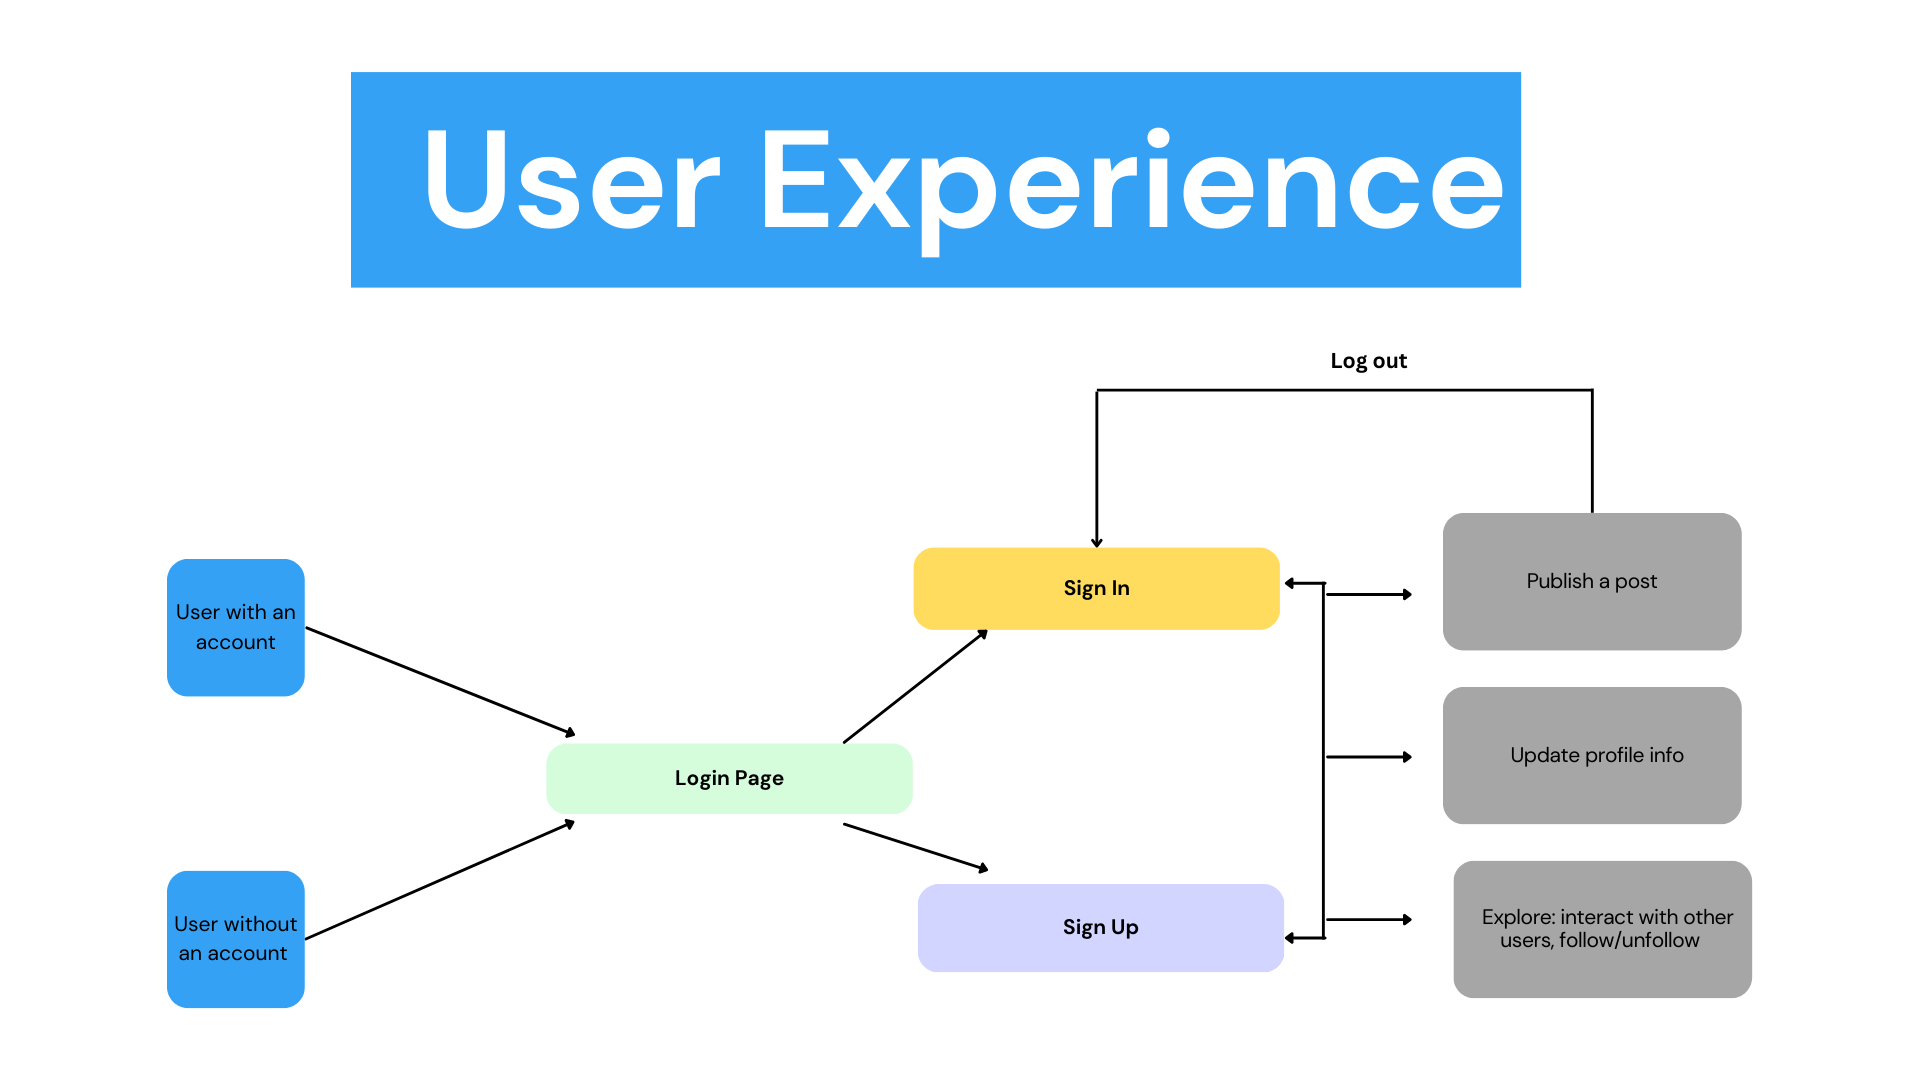 User Experience
Log out
Sign In
Publish a post
User with an
account
Update profile info
Login Page
User without
an account
Sign Up
Explore: interact with other
users, follow/unfollow